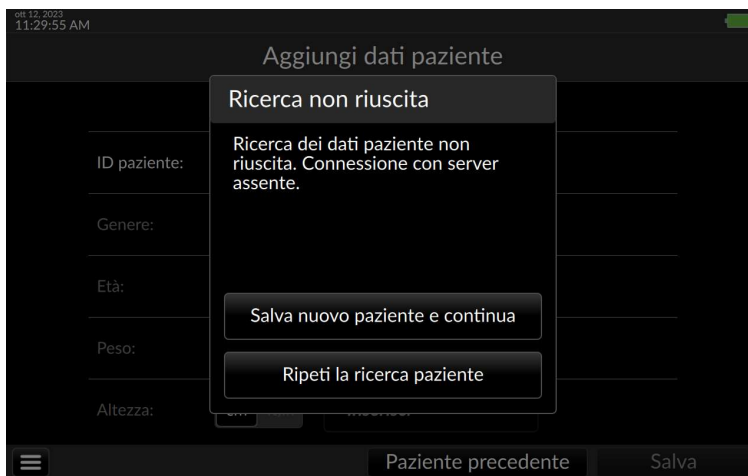 ott 12, 2023
11:29:55 AM
Aggiungi dati paziente
Ricerca non riuscita
Ricerca dei dati paziente non
riuscita. Connessione con server
assente.
ID paziente:
Genere:
Età:
Salva nuovo paziente e continua
Peso:
Ripeti la ricerca paziente
Altezza:
cm
Paziente precedente
Salva